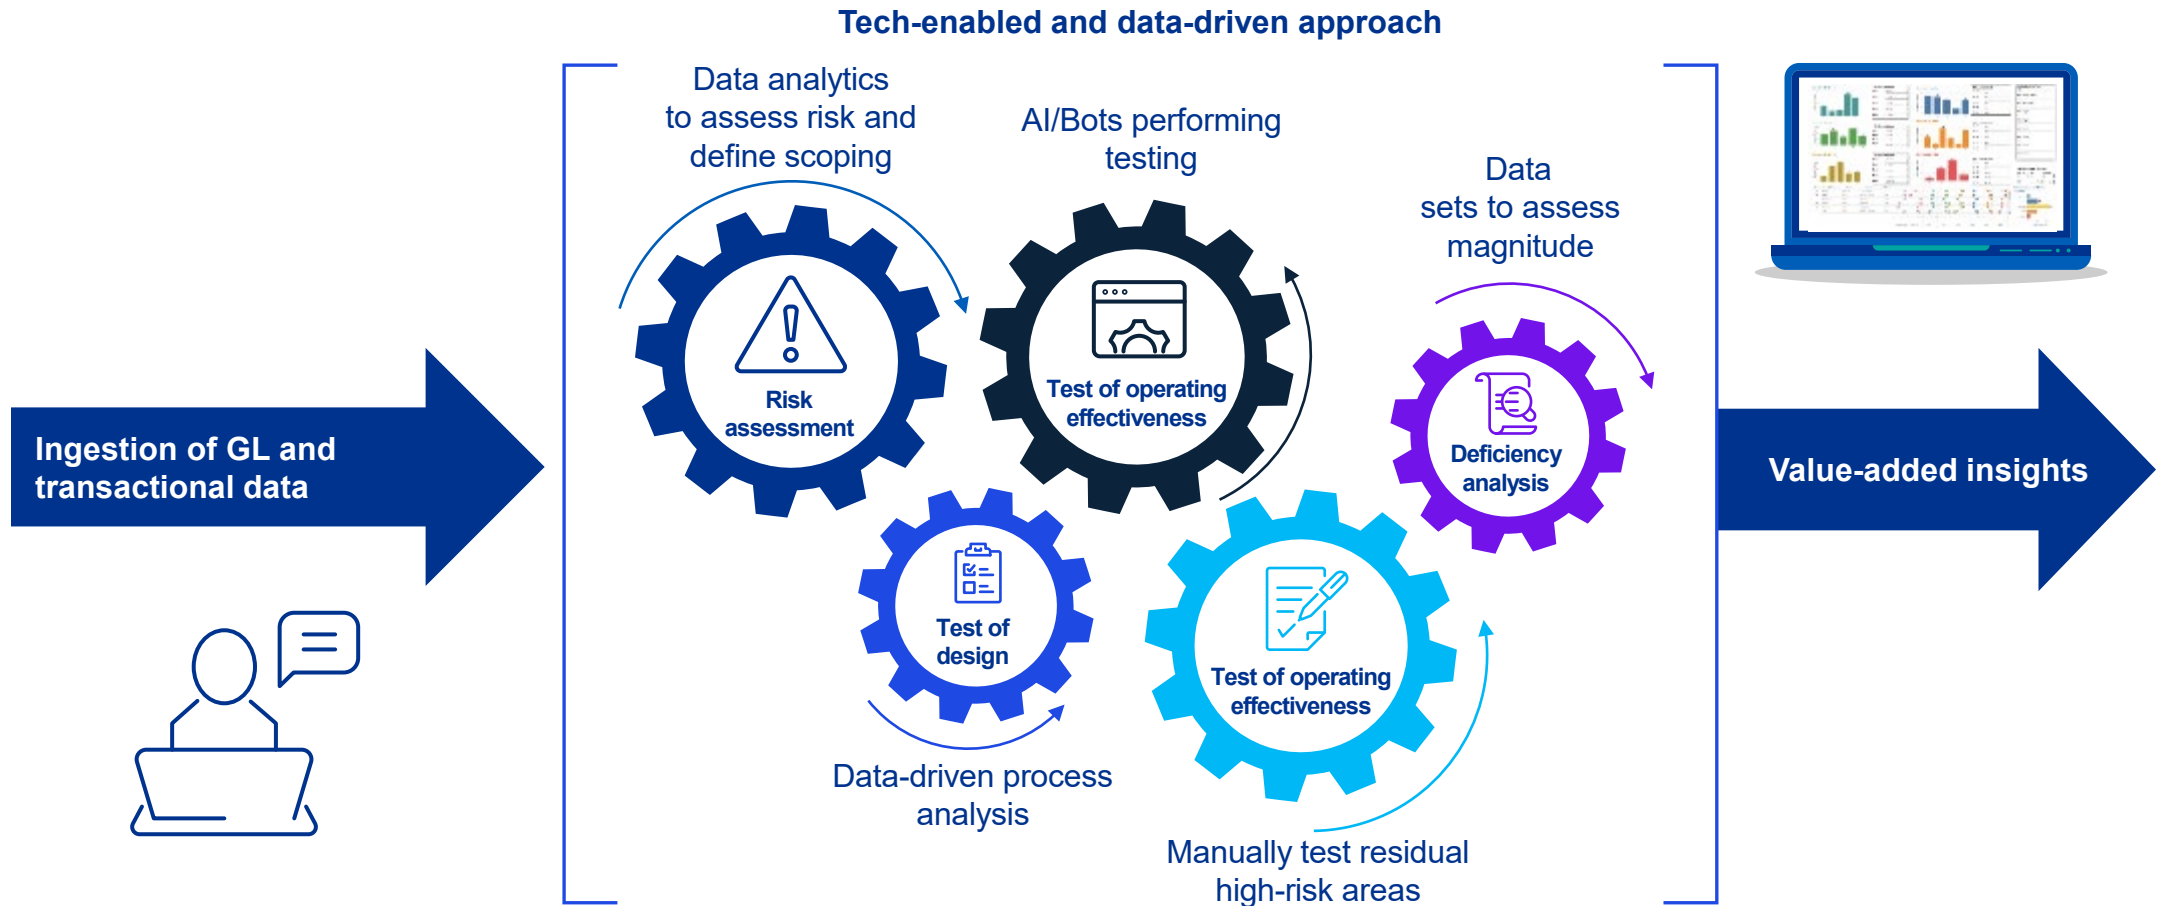 Tech-enabled and data-driven approach
Data analytics
to assess risk and
define scoping
AI/Bots performing
testing
Data
sets to assess
magnitude
Risk
assessment
Test of operating
effectiveness
Deficiency
analysis
Ingestion of GL and
transactional data
Value-added insights
Test of
design
Test of operating
effectiveness
Data-driven process
analysis
Manually test residual
high-risk areas